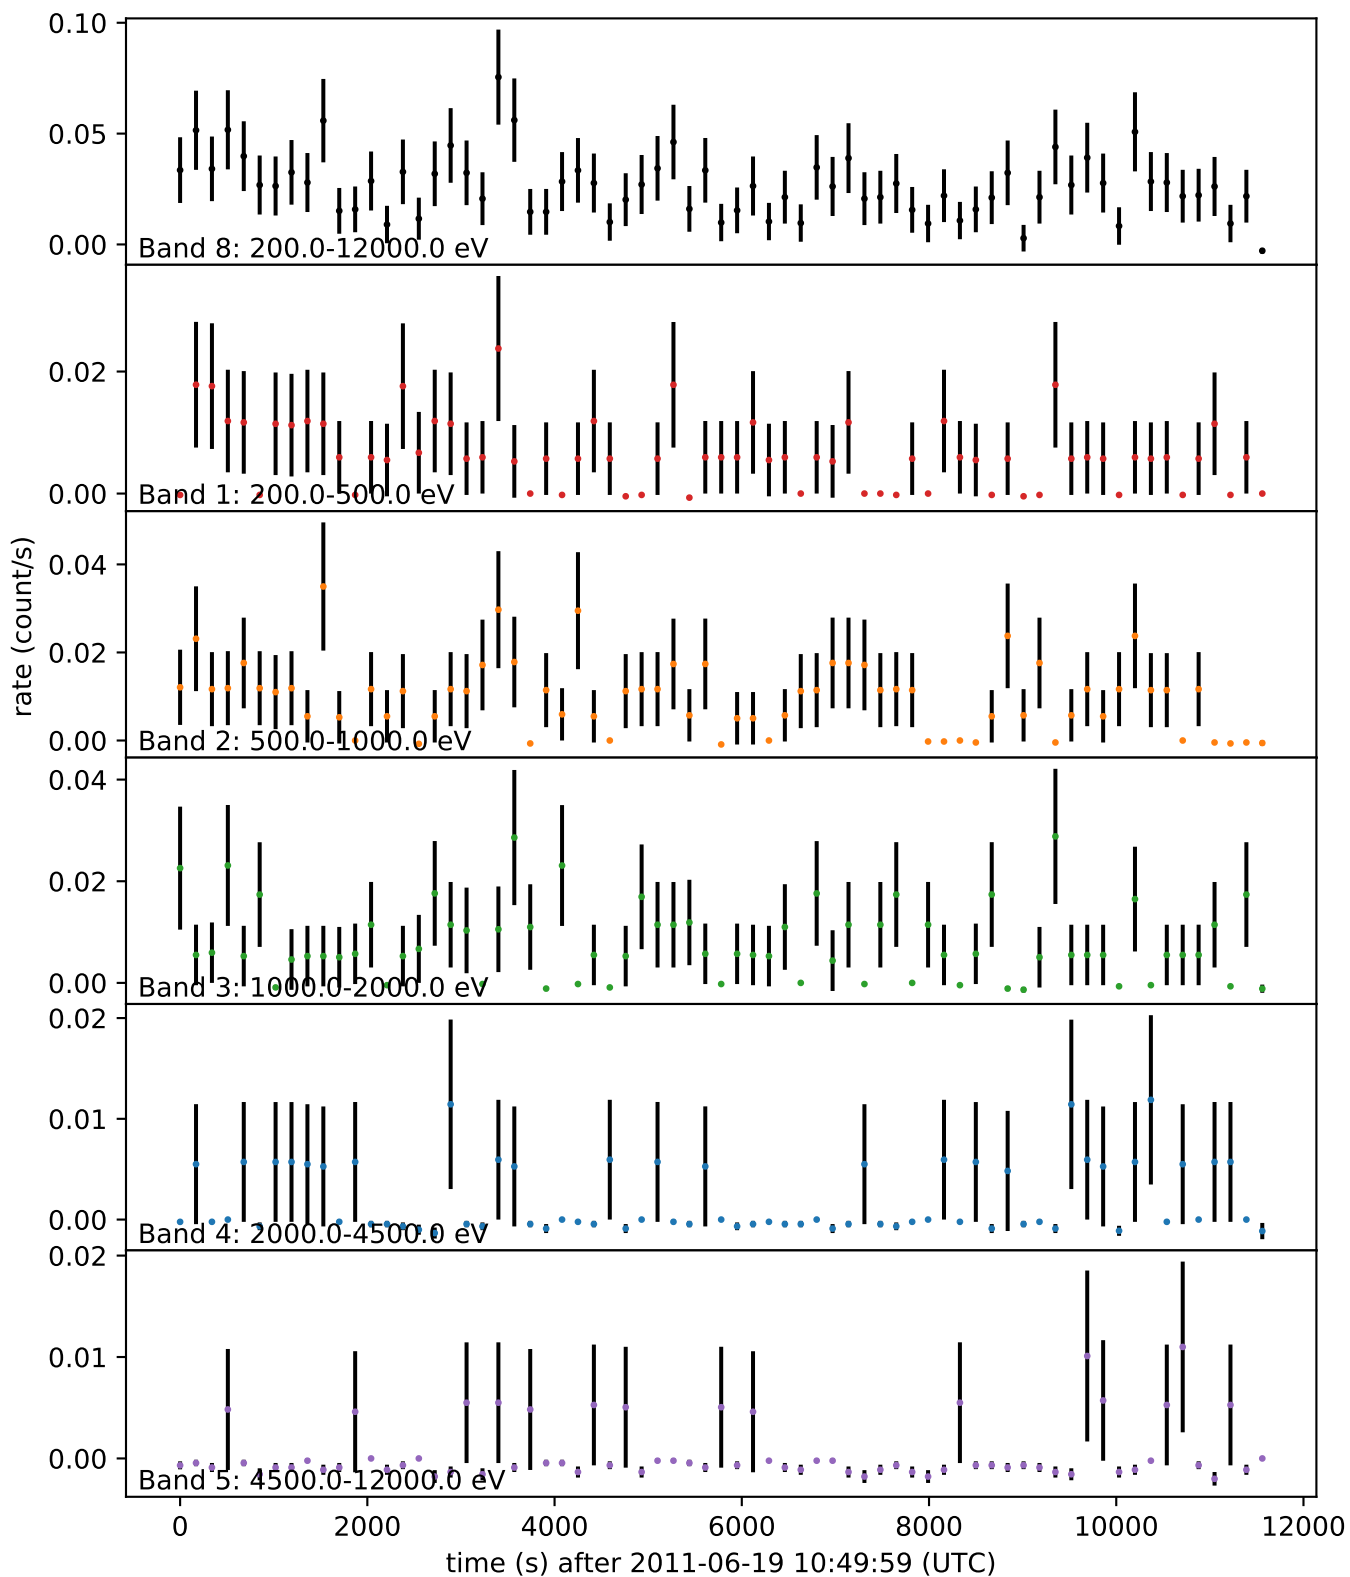 0.10
0.05
0.00
Band 8: 200.0-12000.0 eV
0.02
0.00
Band 1: 200.0-500.0 eV
rate (count/s)
0.04
0.02
0.00
Band 2: 500.0-1000.0 eV
0.04
0.02
0.00
Band 3: 1000.0-2000.0 eV
0.02
0.01
0.00
Band 4: 2000.0-4500.0 eV
0.02
0.01
0.00
Band 5: 4500.0-12000.0 eV
0 2000 4000 6000 8000 10000 12000
time (s) after 2011-06-19 10:49:59 (UTC)